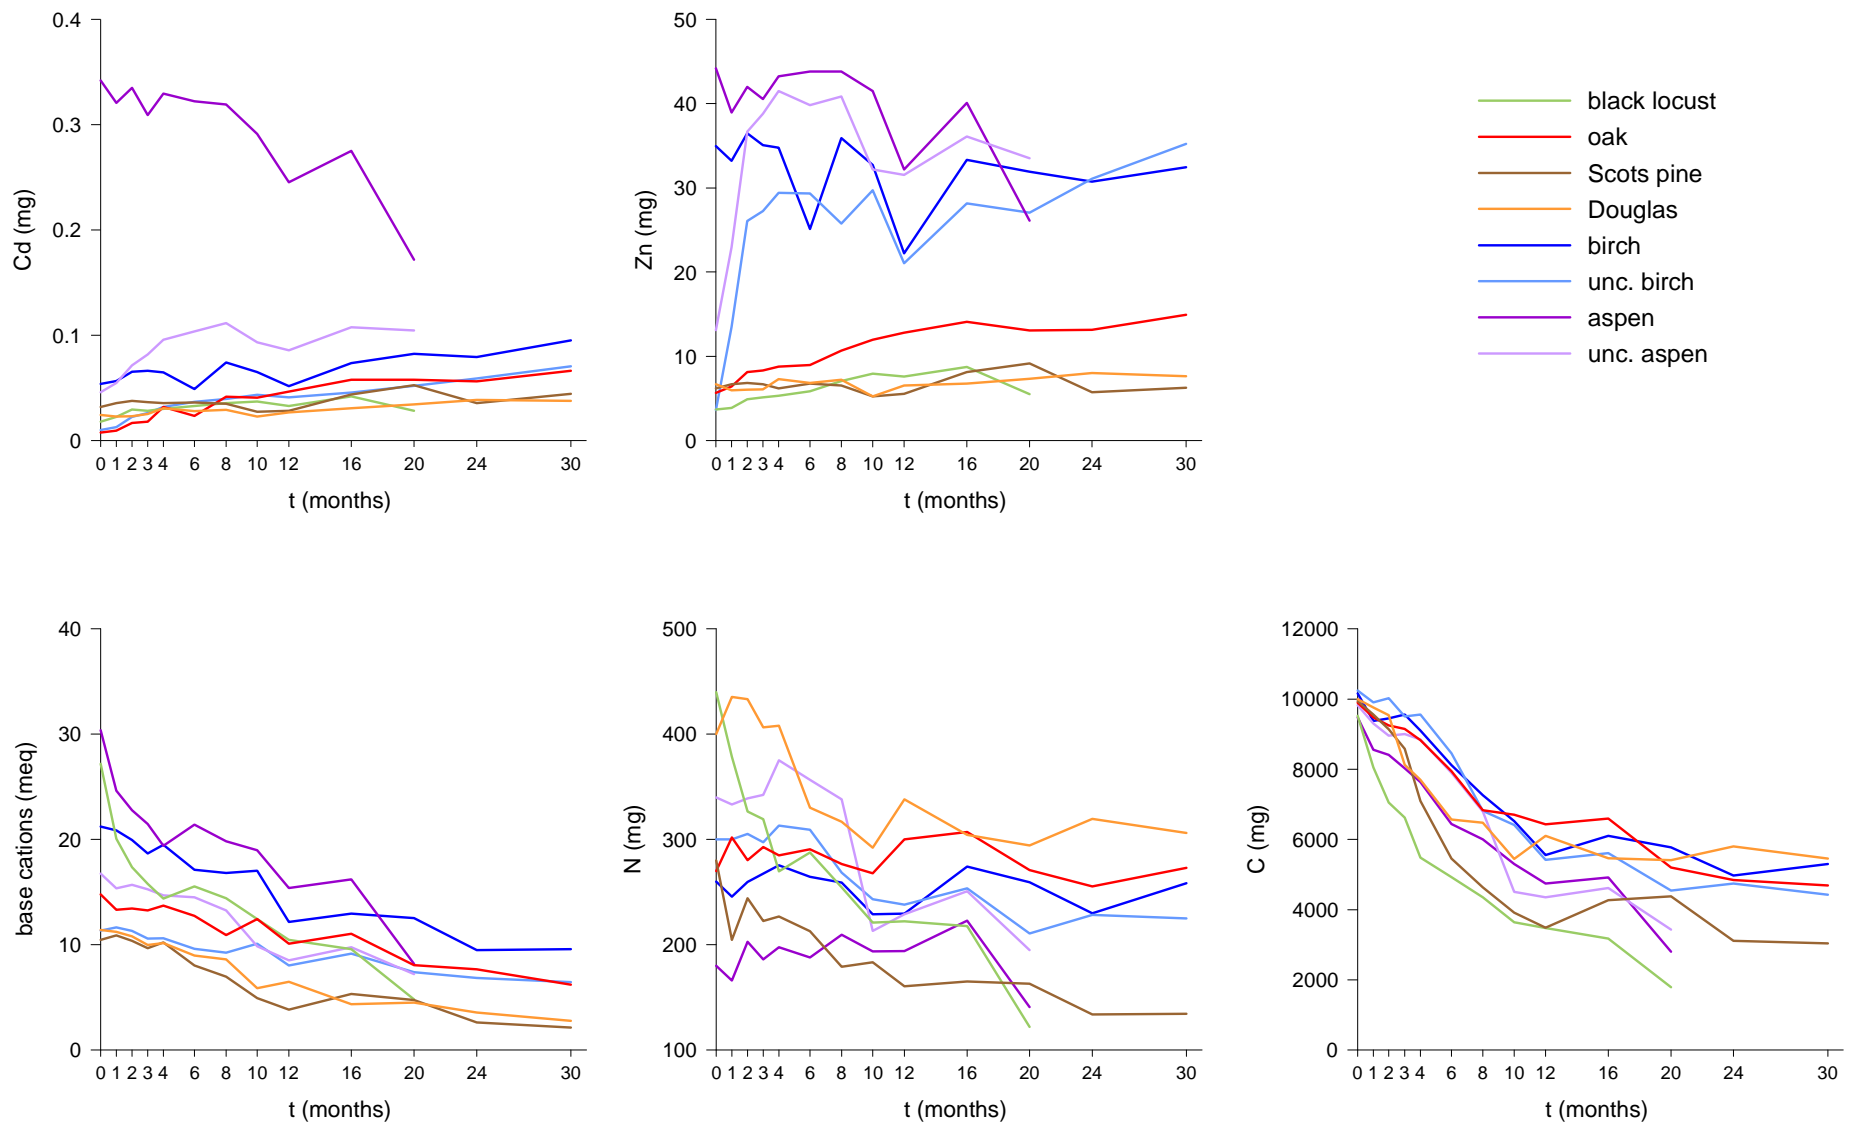 Cd (mg)
0.4
0.3
0.2
0.1
0
0 1 2 3 4 6 8 10 12 16 20 24 30
t (months)
Zn (mg)
50
40
30
20
10
0
0 1 2 3 4 6 8 10 12 16 20 24 30
t (months)
black locust
oak
Scots pine
Douglas
birch
unc. birch
aspen
unc. aspen
base cations (meq)
40
30
20
10
0
0 1 2 3 4 6 8 10 12 16 20 24 30
t (months)
N (mg)
500
400
300
200
100
0 1 2 3 4 6 8 10 12 16 20 24 30
t (months)
C (mg)
12000
10000
8000
6000
4000
2000
0
0 1 2 3 4 6 8 10 12 16 20 24 30
t (months)